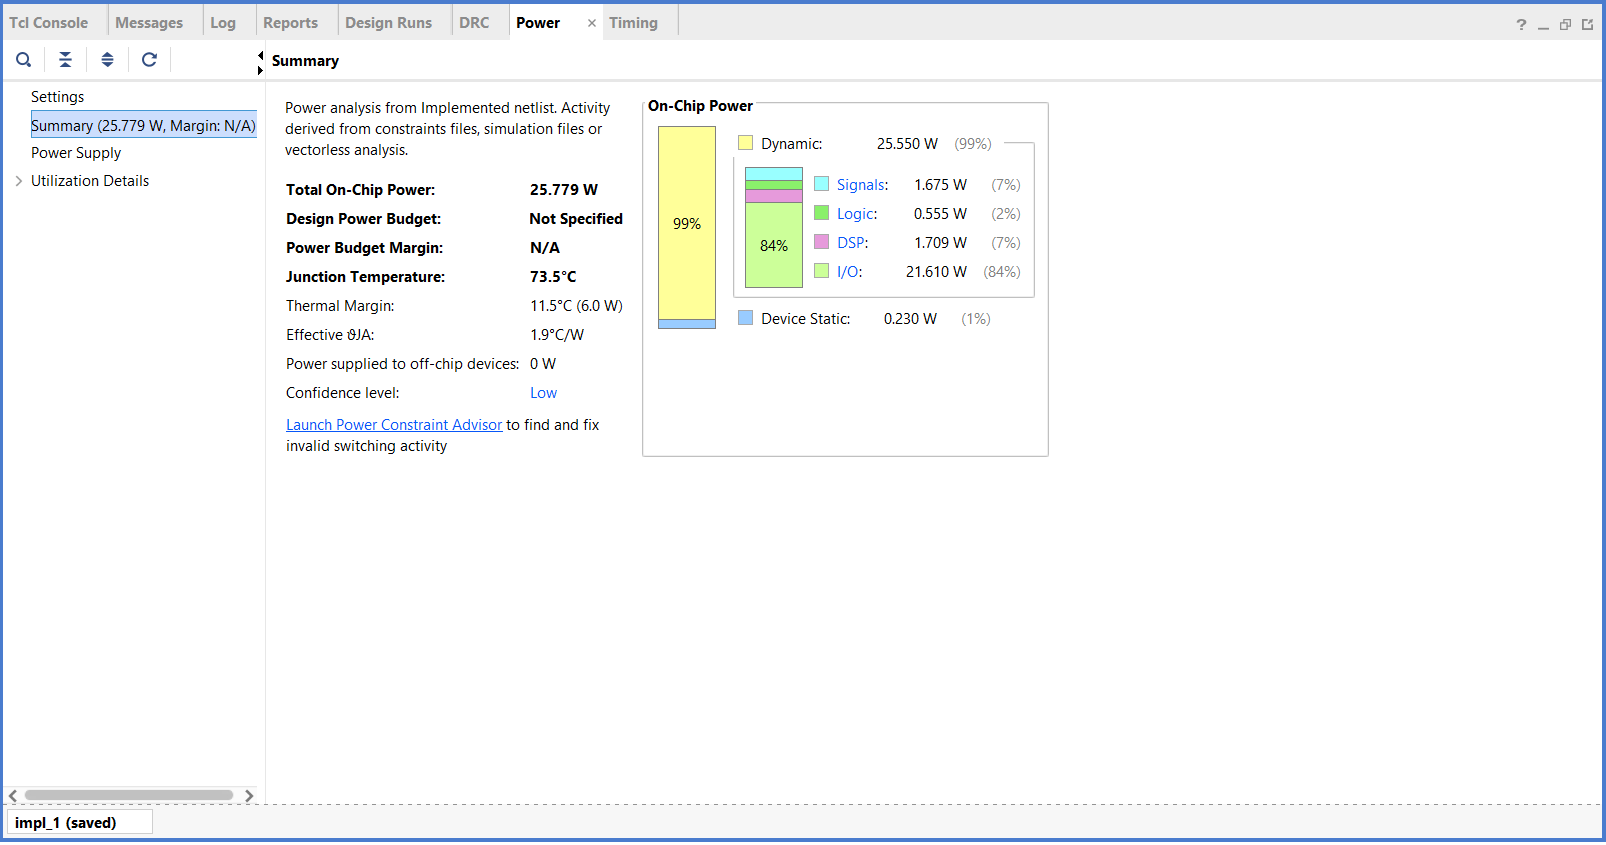 Tcl Console Messages Log Reports Design Runs DRC Power × Timing ?
Summary
Settings
Summary (25.779 W, Margin: N/A)
Power Supply
Utilization Details
Power analysis from Implemented netlist. Activity
derived from constraints files, simulation files or
vectorless analysis.
Total On-Chip Power: 25.779 W
Design Power Budget: Not Specified
Power Budget Margin: N/A
Junction Temperature: 73.5°C
Thermal Margin: 11.5°C (6.0 W)
Effective ϑJA: 1.9°C/W
Power supplied to off-chip devices: 0 W
Confidence level: Low
Launch Power Constraint Advisor to find and fix
invalid switching activity
On-Chip Power
99%
Dynamic: 25.550 W (99%)
84%
Signals: 1.675 W (7%)
Logic: 0.555 W (2%)
DSP: 1.709 W (7%)
I/O: 21.610 W (84%)
Device Static: 0.230 W (1%)
impl_1 (saved)